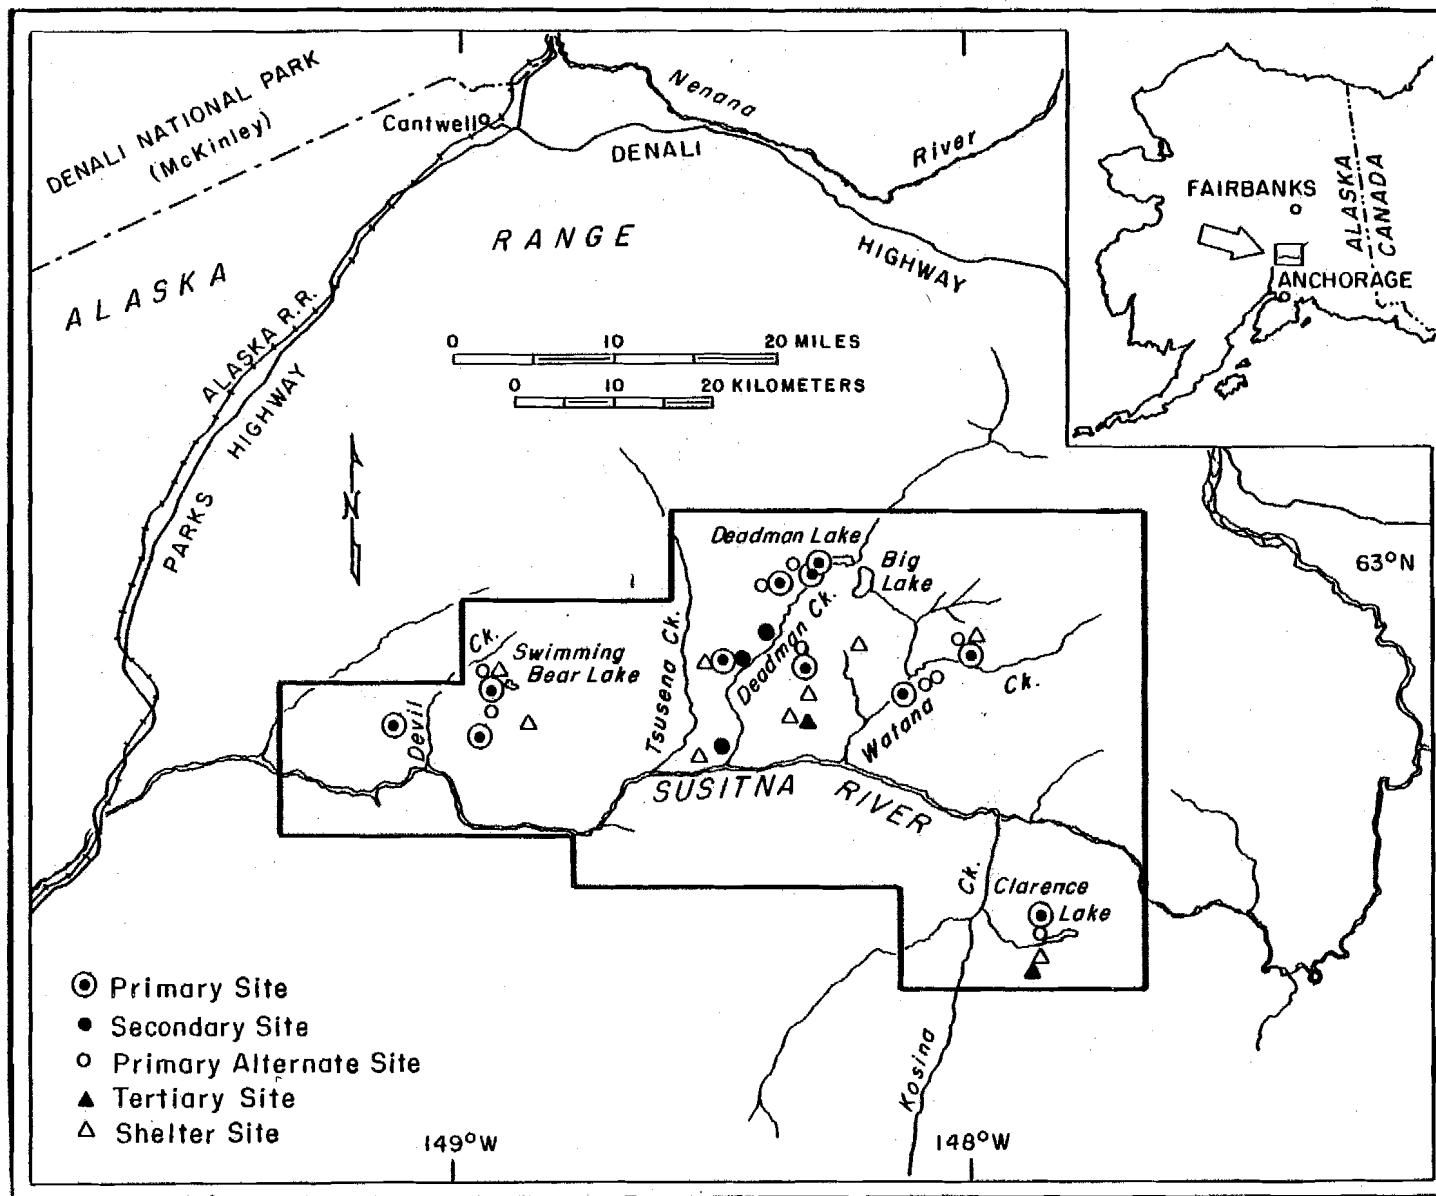 DENALI NATIONAL PARK
(McKinley)
Cantwell
Nenana
River
DENALI
HIGHWAY
ALASKA
RANGE
ALASKA R.R.
PARKS
HIGHWAY
0 10 20 MILES
0 10 20 KILOMETERS
N
FAIRBANKS
ALASKA
CANADA
ANCHORAGE
63°N
Deadman Lake
Big
Lake
Tsusena Ck.
Deadman Ck.
Ck.
Devil
Swimming
Bear Lake
Watana
Ck.
SUSITNA
RIVER
Ck.
Kosina
Clarence
Lake
Primary Site
Secondary Site
Primary Alternate Site
Tertiary Site
Shelter Site
149°W
148°W